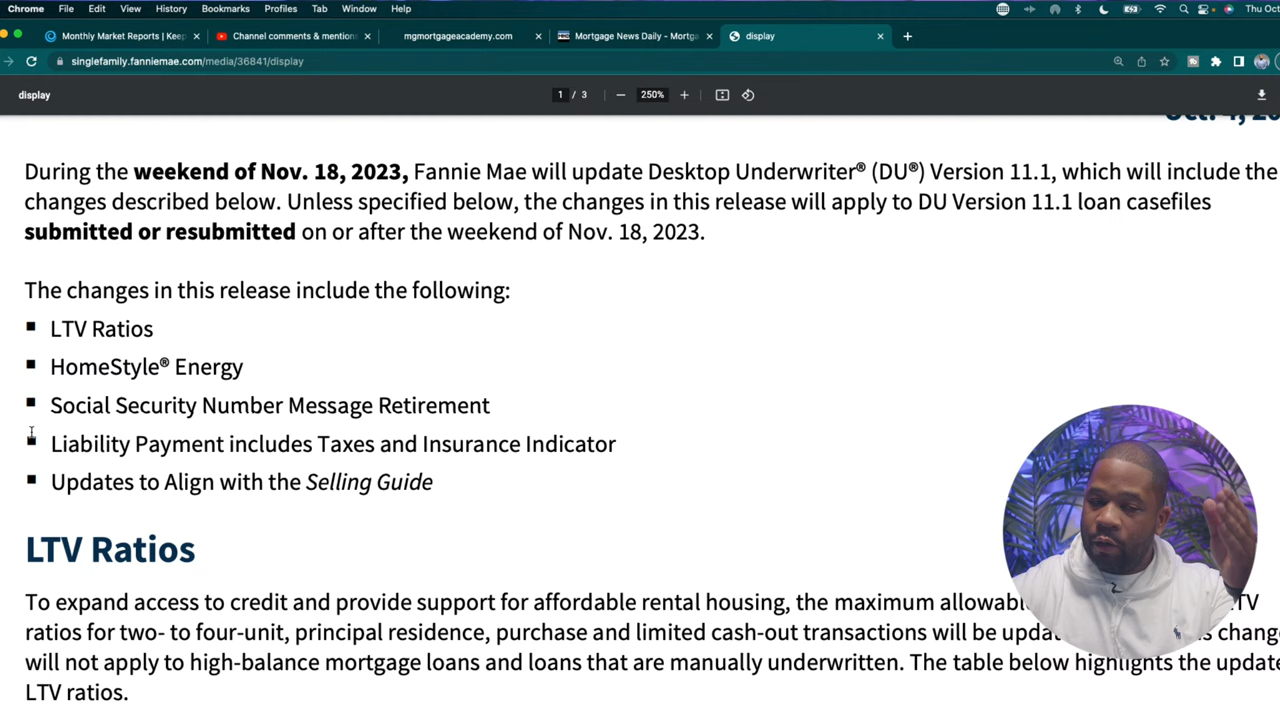 Chrome File Edit View History Bookmarks Profiles Tab Window Help Thu Oct
Monthly Market Reports | Keep Channel comments & mention mgmortgageacademy.com Mortgage News Daily - Mortga display
singlefamily.fanniemae.com/media/36841/display
display 1 / 3 250%
Oct. 4, 20
During the weekend of Nov. 18, 2023, Fannie Mae will update Desktop Underwriter® (DU®) Version 11.1, which will include the
changes described below. Unless specified below, the changes in this release will apply to DU Version 11.1 loan casefiles
submitted or resubmitted on or after the weekend of Nov. 18, 2023.
The changes in this release include the following:
LTV Ratios
HomeStyle® Energy
Social Security Number Message Retirement
Liability Payment includes Taxes and Insurance Indicator
Updates to Align with the Selling Guide
LTV Ratios
To expand access to credit and provide support for affordable rental housing, the maximum allowabl TV
ratios for two- to four-unit, principal residence, purchase and limited cash-out transactions will be updat s chang
will not apply to high-balance mortgage loans and loans that are manually underwritten. The table below highlights the update
LTV ratios.